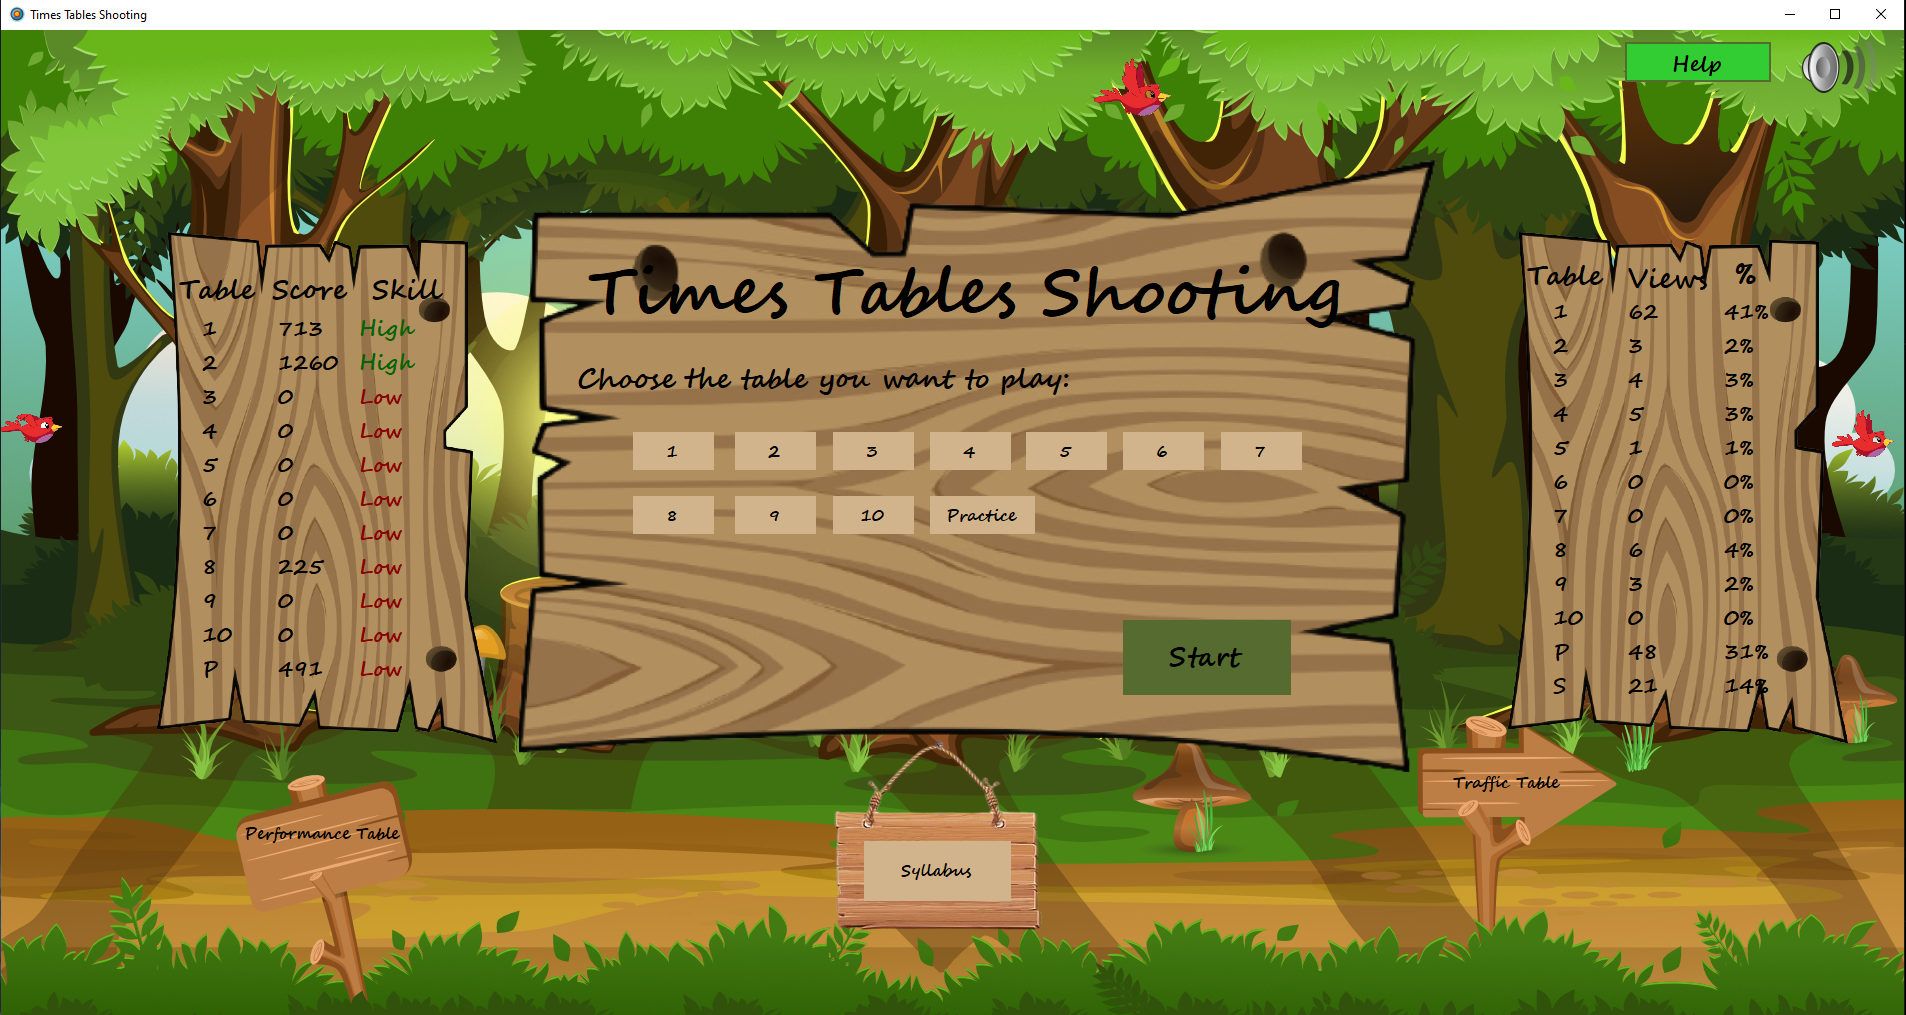 Times Tables Shooting
Help
Table Score Skill
1 713 High
2 1260 High
3 0 Low
4 0 Low
5 0 Low
6 0 Low
7 0 Low
8 225 Low
9 0 Low
10 0 Low
P 491 Low
Times Tables Shooting
Choose the table you want to play:
1 2 3 4 5 6 7
8 9 10 Practice
Start
Table Views %
1 62 41%
2 3 2%
3 4 3%
4 5 3%
5 1 1%
6 0 0%
7 0 0%
8 6 4%
9 3 2%
10 0 0%
P 48 31%
S 21 14%
Performance Table
Syllabus
Traffic Table